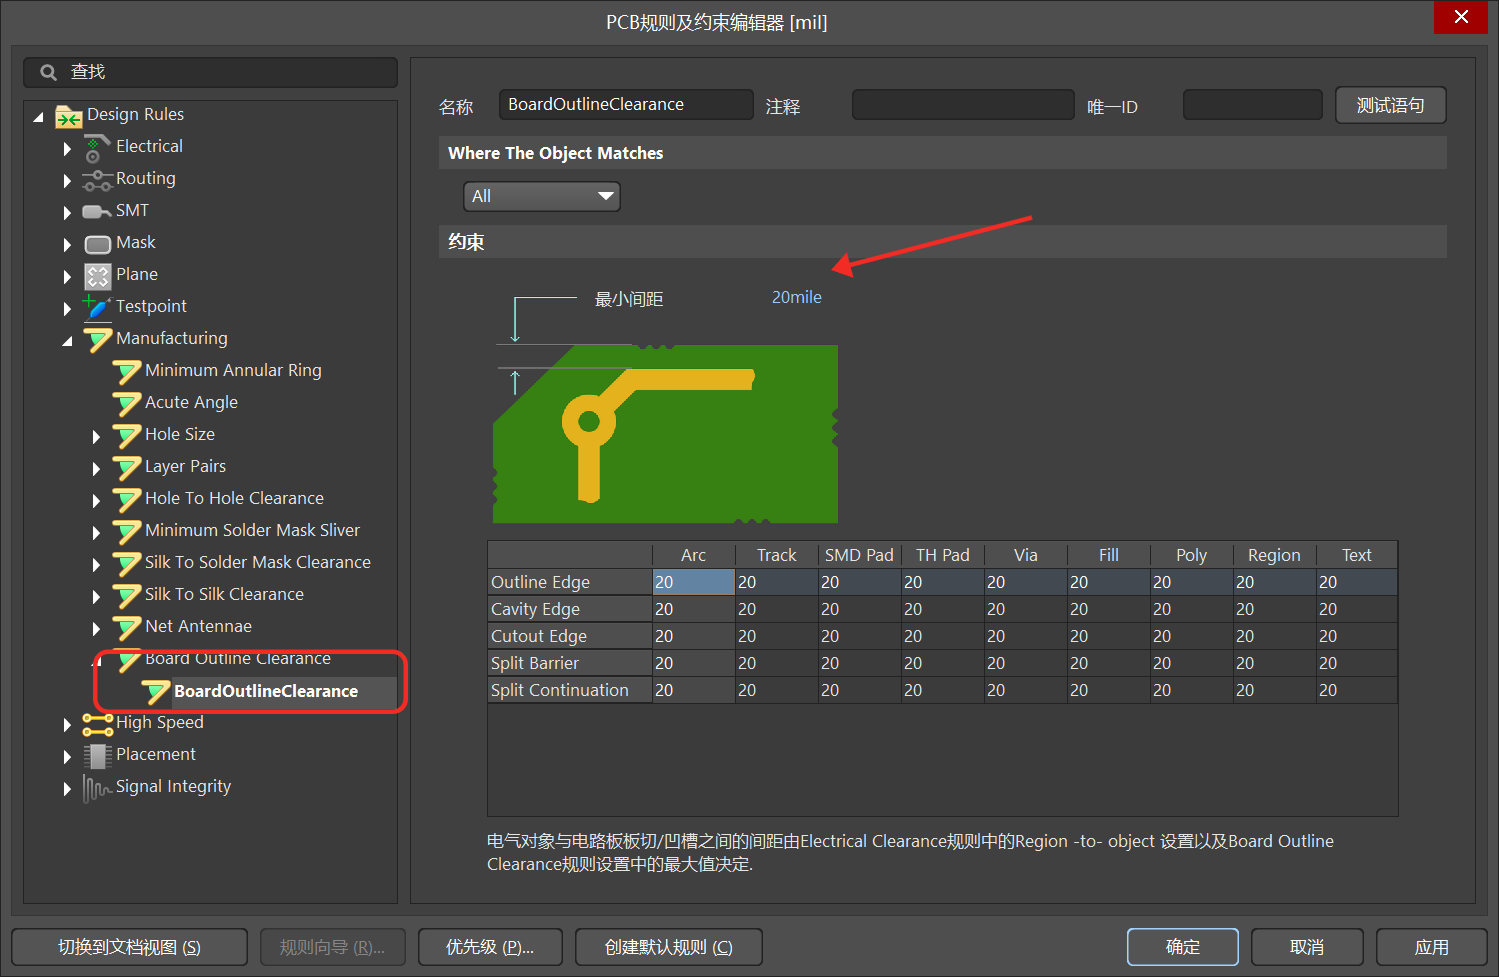 PCB规则及约束编辑器 [mil]
查找
Design Rules
Electrical
Routing
SMT
Mask
Plane
Testpoint
Manufacturing
Minimum Annular Ring
Acute Angle
Hole Size
Layer Pairs
Hole To Hole Clearance
Minimum Solder Mask Sliver
Silk To Solder Mask Clearance
Silk To Silk Clearance
Net Antennae
Board Outline Clearance
BoardOutlineClearance
High Speed
Placement
Signal Integrity
名称 BoardOutlineClearance 注释 唯一ID 测试语句
Where The Object Matches
All
约束
最小间距 20mile
Arc Track SMD Pad TH Pad Via Fill Poly Region Text
Outline Edge 20 20 20 20 20 20 20 20 20
Cavity Edge 20 20 20 20 20 20 20 20 20
Cutout Edge 20 20 20 20 20 20 20 20 20
Split Barrier 20 20 20 20 20 20 20 20 20
Split Continuation 20 20 20 20 20 20 20 20 20
电气对象与电路板板切/凹槽之间的间距由Electrical Clearance规则中的Region -to- object 设置以及Board Outline
Clearance规则设置中的最大值决定.
切换到文档视图 (S) 规则向导 (R)... 优先级 (P)... 创建默认规则 (C) 确定 取消 应用